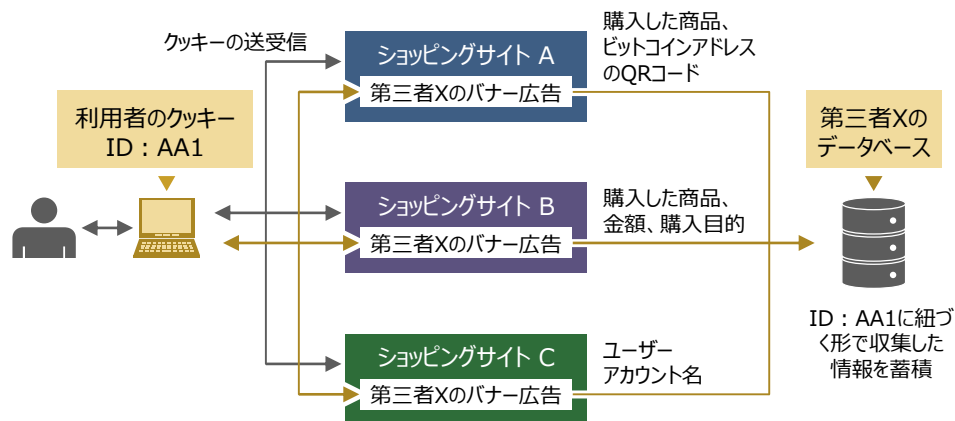 クッキーの送受信
利用者のクッキー
ID：AA1
ショッピングサイト A
第三者Xのバナー広告
購入した商品、
ビットコインアドレス
のQRコード
ショッピングサイト B
第三者Xのバナー広告
購入した商品、
金額、購入目的
ショッピングサイト C
第三者Xのバナー広告
ユーザー
アカウント名
第三者Xの
データベース
ID：AA1に紐づ
く形で収集した
情報を蓄積